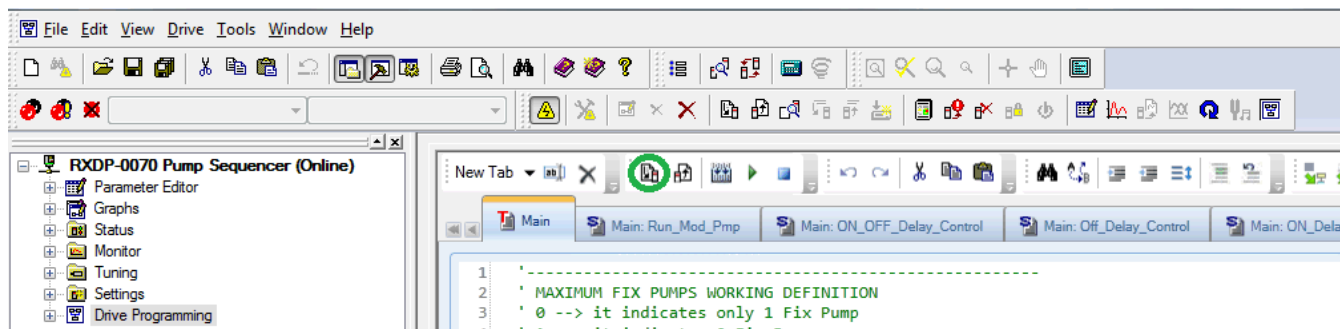 File Edit View Drive Tools Window Help
RXDP-0070 Pump Sequencer (Online)
Parameter Editor
Graphs
Status
Monitor
Tuning
Settings
Drive Programming
New Tab
Main
Main: Run_Mod_Pmp
Main: ON_OFF_Delay_Control
Main: Off_Delay_Control
Main: ON_Dela
1 '------------------------------------------------------
2 ' MAXIMUM FIX PUMPS WORKING DEFINITION
3 ' 0 --> it indicates only 1 Fix Pump